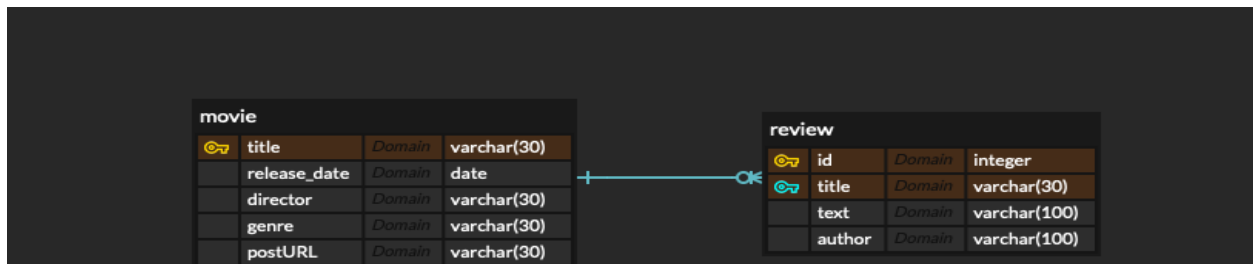 movie
title Domain varchar(30)
release_date Domain date
director Domain varchar(30)
genre Domain varchar(30)
postURL Domain varchar(30)
review
id Domain integer
title Domain varchar(30)
text Domain varchar(100)
author Domain varchar(100)